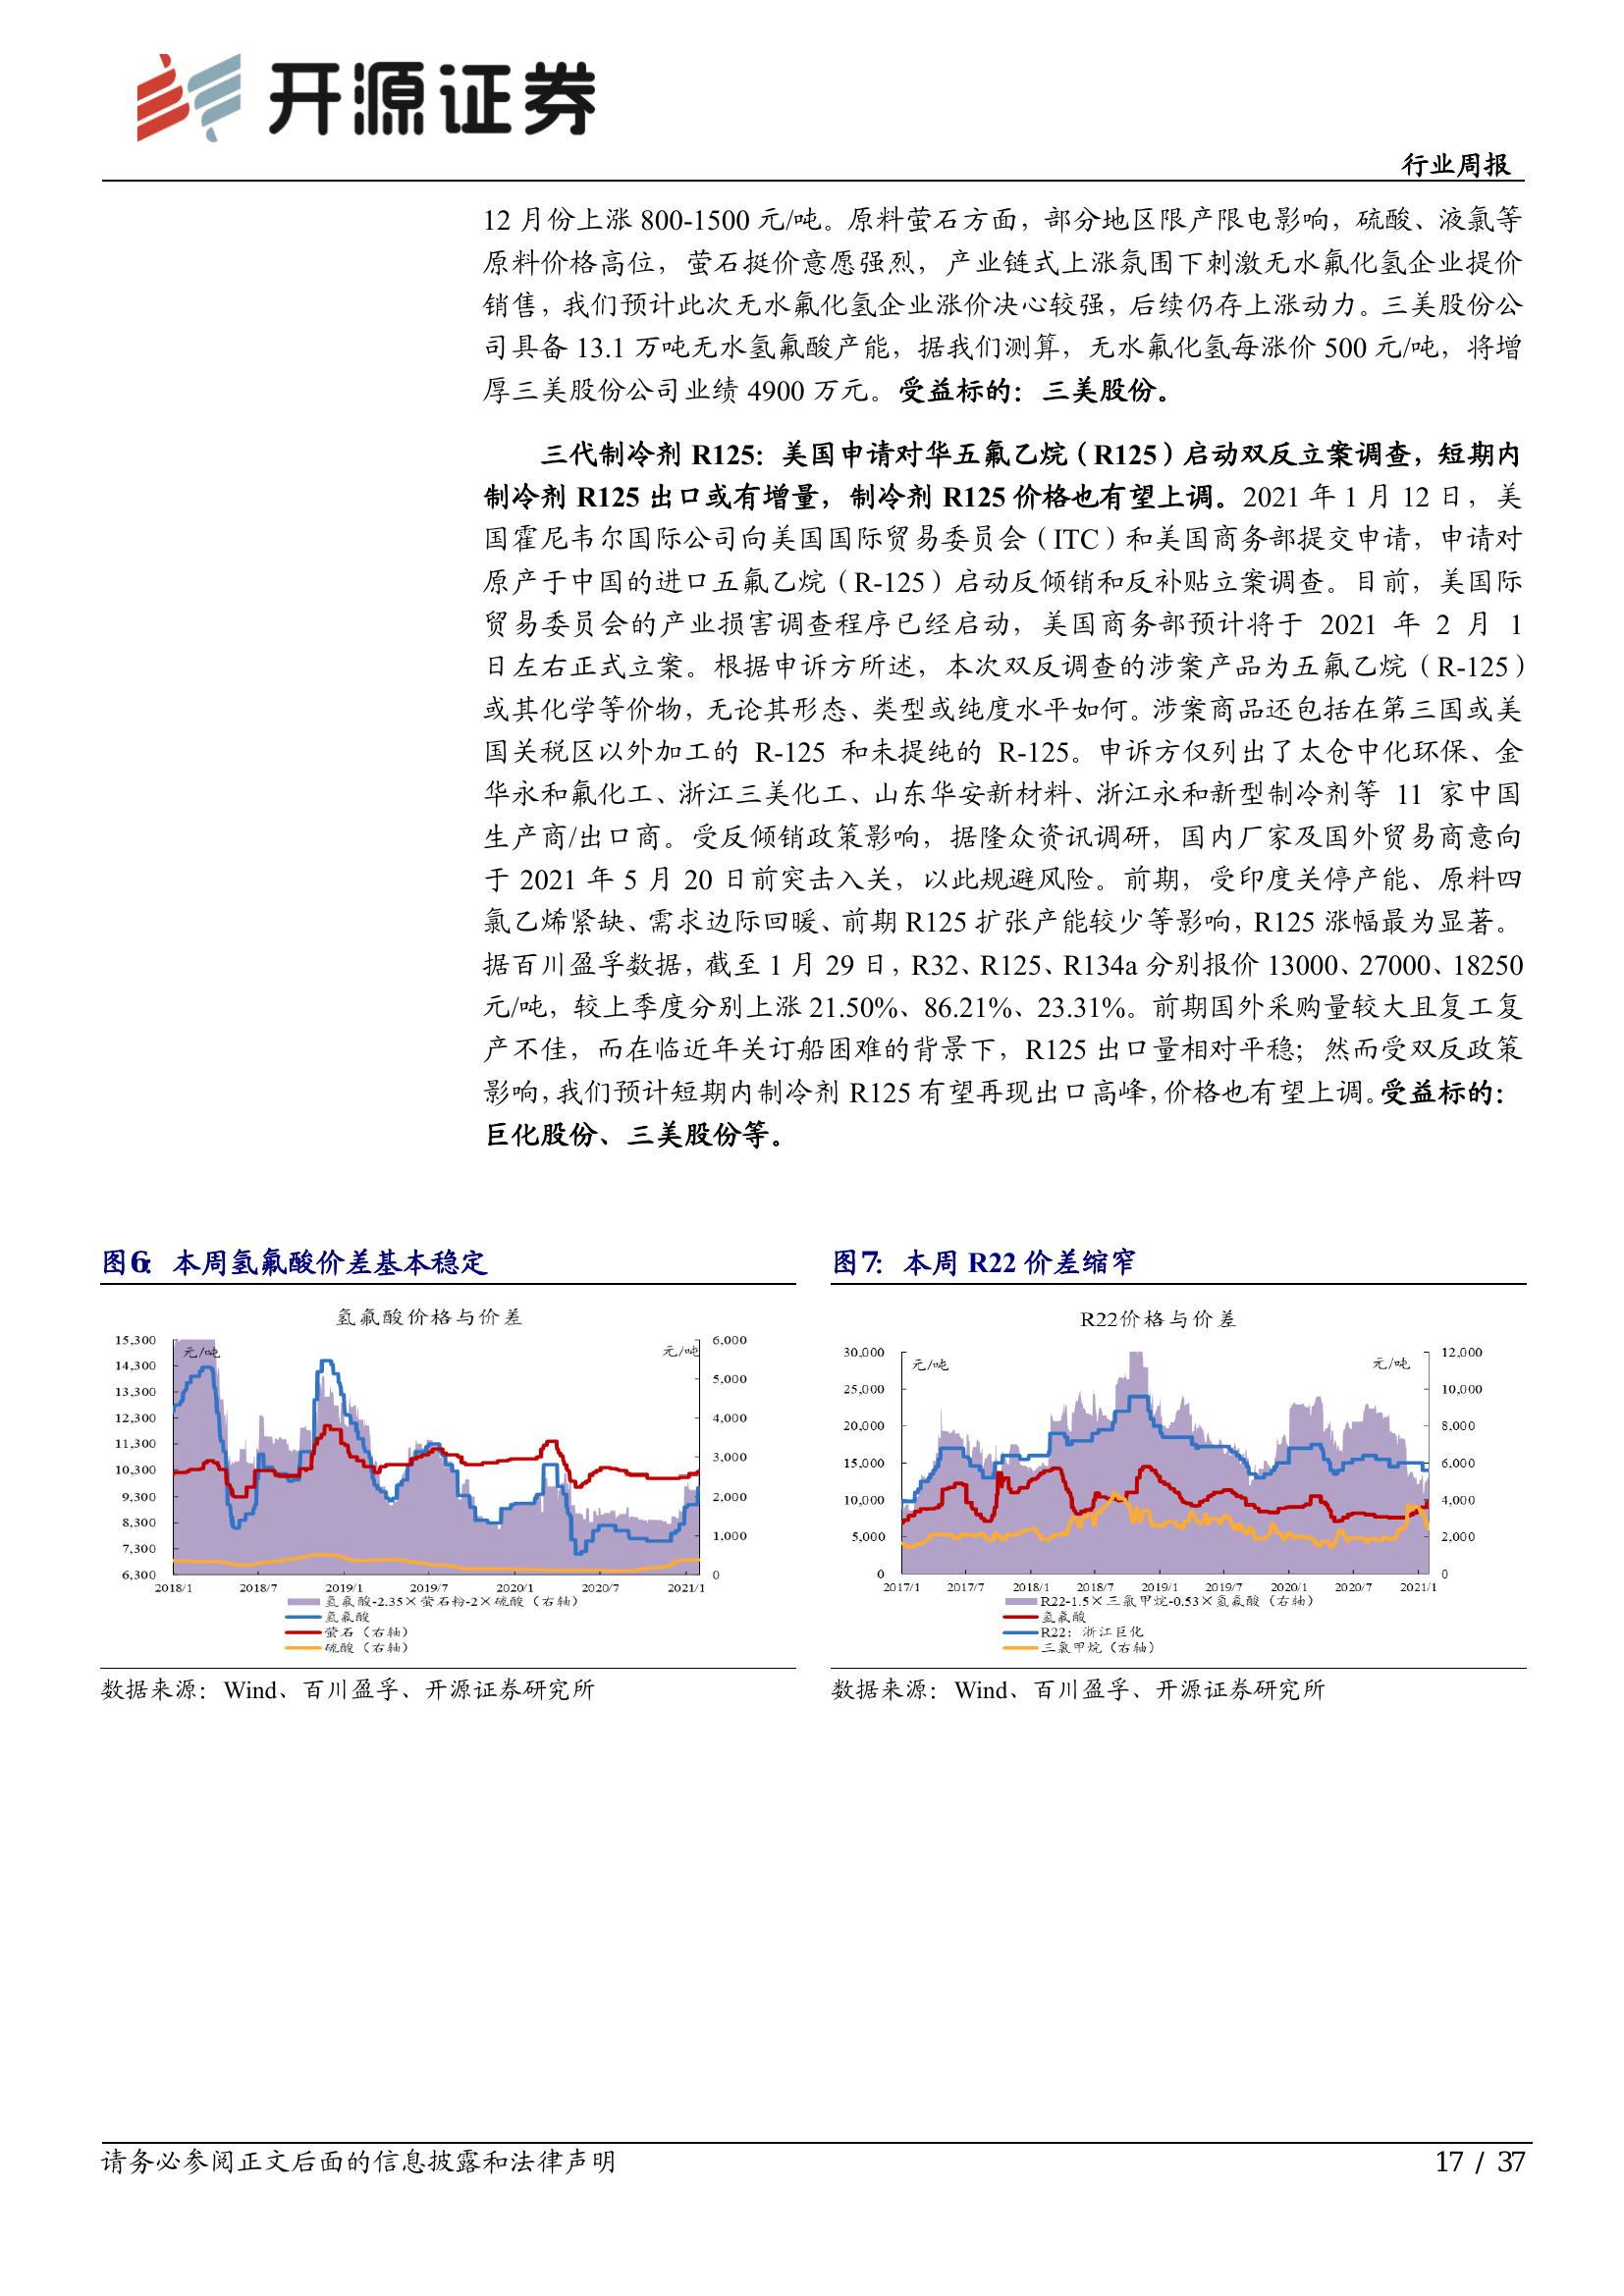 开源证券
行业周报
12 月份上涨 800-1500 元/吨。原料萤石方面，部分地区限产限电影响，硫酸、液氯等
原料价格高位，萤石挺价意愿强烈，产业链式上涨氛围下刺激无水氟化氢企业提价
销售，我们预计此次无水氟化氢企业涨价决心较强，后续仍存上涨动力。三美股份公
司具备 13.1 万吨无水氢氟酸产能，据我们测算，无水氟化氢每涨价 500 元/吨，将增
厚三美股份公司业绩 4900 万元。受益标的：三美股份。
三代制冷剂 R125：美国申请对华五氟乙烷（R125）启动双反立案调查，短期内
制冷剂 R125 出口或有增量，制冷剂 R125 价格也有望上调。2021 年 1 月 12 日，美
国霍尼韦尔国际公司向美国国际贸易委员会（ITC）和美国商务部提交申请，申请对
原产于中国的进口五氟乙烷（R-125）启动反倾销和反补贴立案调查。目前，美国际
贸易委员会的产业损害调查程序已经启动，美国商务部预计将于 2021 年 2 月 1
日左右正式立案。根据申诉方所述，本次双反调查的涉案产品为五氟乙烷（R-125）
或其化学等价物，无论其形态、类型或纯度水平如何。涉案商品还包括在第三国或美
国关税区以外加工的 R-125 和未提纯的 R-125。申诉方仅列出了太仓中化环保、金
华永和氟化工、浙江三美化工、山东华安新材料、浙江永和新型制冷剂等 11 家中国
生产商/出口商。受反倾销政策影响，据隆众资讯调研，国内厂家及国外贸易商意向
于 2021 年 5 月 20 日前突击入关，以此规避风险。前期，受印度关停产能、原料四
氯乙烯紧缺、需求边际回暖、前期 R125 扩张产能较少等影响，R125 涨幅最为显著。
据百川盈孚数据，截至 1 月 29 日，R32、R125、R134a 分别报价 13000、27000、18250
元/吨，较上季度分别上涨 21.50%、86.21%、23.31%。前期国外采购量较大且复工复
产不佳，而在临近年关订船困难的背景下，R125 出口量相对平稳；然而受双反政策
影响，我们预计短期内制冷剂 R125 有望再现出口高峰，价格也有望上调。受益标的：
巨化股份、三美股份等。
图6：本周氢氟酸价差基本稳定
氢氟酸价格与价差
元/吨
元/吨
15,300
14,300
13,300
12,300
11,300
10,300
9,300
8,300
7,300
6,300
6,000
5,000
4,000
3,000
2,000
1,000
0
2018/1 2018/7 2019/1 2019/7 2020/1 2020/7 2021/1
氢氟酸-2.35×萤石粉-2×硫酸（右轴）
氢氟酸
萤石（右轴）
硫酸（右轴）
数据来源：Wind、百川盈孚、开源证券研究所
图7：本周 R22 价差缩窄
R22价格与价差
元/吨
元/吨
30,000
25,000
20,000
15,000
10,000
5,000
0
12,000
10,000
8,000
6,000
4,000
2,000
0
2017/1 2017/7 2018/1 2018/7 2019/1 2019/7 2020/1 2020/7 2021/1
R22-1.5×三氯甲烷-0.53×氢氟酸（右轴）
氢氟酸
R22：浙江巨化
三氯甲烷（右轴）
数据来源：Wind、百川盈孚、开源证券研究所
请务必参阅正文后面的信息披露和法律声明
17 / 37